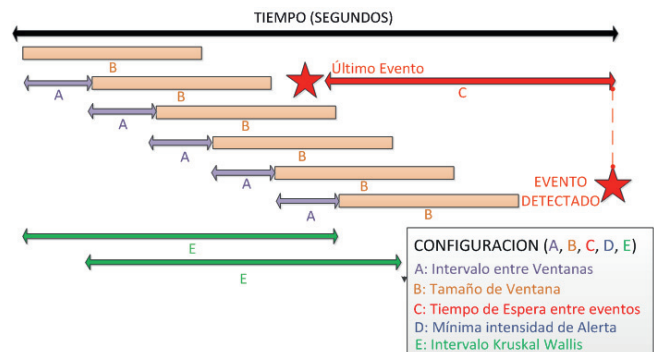 TIEMPO (SEGUNDOS)
B
Último Evento
A
B
C
A
B
A
B
A
B
EVENTO
DETECTADO
A
B
E
E
CONFIGURACION (A, B, C, D, E)
A: Intervalo entre Ventanas
B: Tamaño de Ventana
C: Tiempo de Espera entre eventos
D: Mínima intensidad de Alerta
E: Intervalo Kruskal Wallis